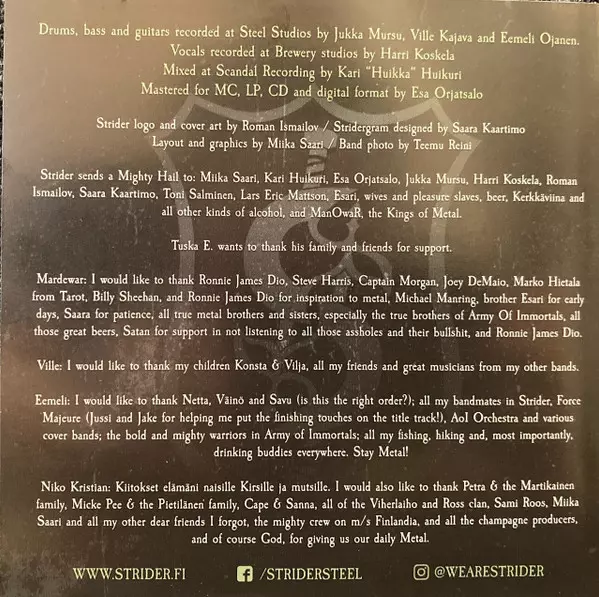 Drums, bass and guitars recorded at Steel Studios by Jukka Mursu, Ville Kajava and Eemeli Ojanen.
Vocals recorded at Brewery studios by Harri Koskela
Mixed at Scandal Recording by Kari "Huikka" Huikuri
Mastered for MC, LP, CD and digital format by Esa Orjatsalo
Strider logo and cover art by Roman Ismailov / Stridergram designed by Saara Kaartimo
Layout and graphics by Miika Saari / Band photo by Teemu Reini
Strider sends a Mighty Hail to: Miika Saari, Kari Huikuri, Esa Orjatsalo, Jukka Mursu, Harri Koskela, Roman
Ismailov, Saara Kaartimo, Toni Salminen, Lars Eric Mattson, Esari, wives and pleasure slaves, beer, Kerkkäviina and
all other kinds of alcohol, and ManOwaR, the Kings of Metal.
Tuska E. wants to thank his family and friends for support.
Mardewar: I would like to thank Ronnie James Dio, Steve Harris, Captain Morgan, Joey DeMaio, Marko Hietala
from Tarot, Billy Sheehan, and Ronnie James Dio for inspiration to metal, Michael Manring, brother Esari for early
days, Saara for patience, all true metal brothers and sisters, especially the true brothers of Army Of Immortals, all
those great beers, Satan for support in not listening to all those assholes and their bullshit, and Ronnie James Dio.
Ville: I would like to thank my children Konsta & Vilja, all my friends and great musicians from my other bands.
Eemeli: I would like to thank Netta, Väinö and Savu (is this the right order?); all my bandmates in Strider, Force
Majeure (Jussi and Jake for helping me put the finishing touches on the title track!), AoI Orchestra and various
cover bands; the bold and mighty warriors in Army of Immortals; all my fishing, hiking and, most importantly,
drinking buddies everywhere. Stay Metal!
Niko Kristian: Kiitokset elämäni naisille Kirsille ja mutsille. I would also like to thank Petra & the Martikainen
family, Micke Pee & the Pietilänen family, Cape & Sanna, all of the Viherlaiho and Ross clan, Sami Roos, Miika
Saari and all my other dear friends I forgot, the mighty crew on m/s Finlandia, and all the champagne producers,
and of course God, for giving us our daily Metal.
WWW.STRIDER.FI /STRIDERSTEEL @WEARESTRIDER